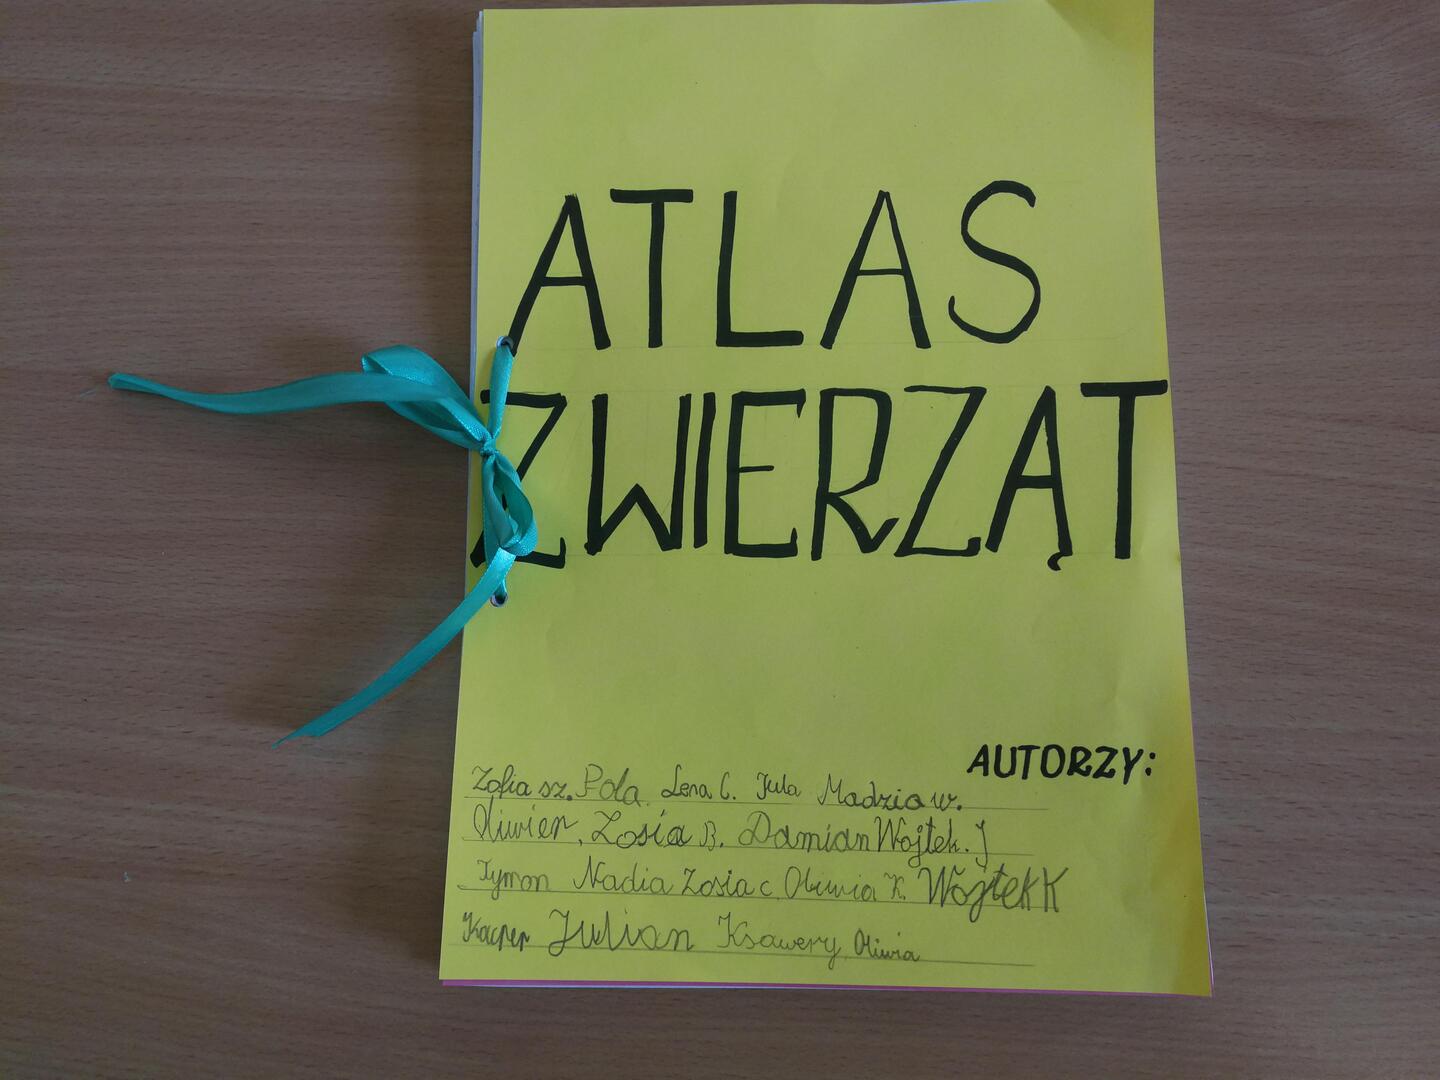 ATLAS
ZWIERZĄT
AUTORZY:
Zofia sz. Pola Lena C. Jula Madzia w.
Oliwier, Zosia B. Damian Wojtek. J
Tymon Nadia Zosia c. Oliwia K. Wojtek K
Kacper Julian Ksawery, Oliwia